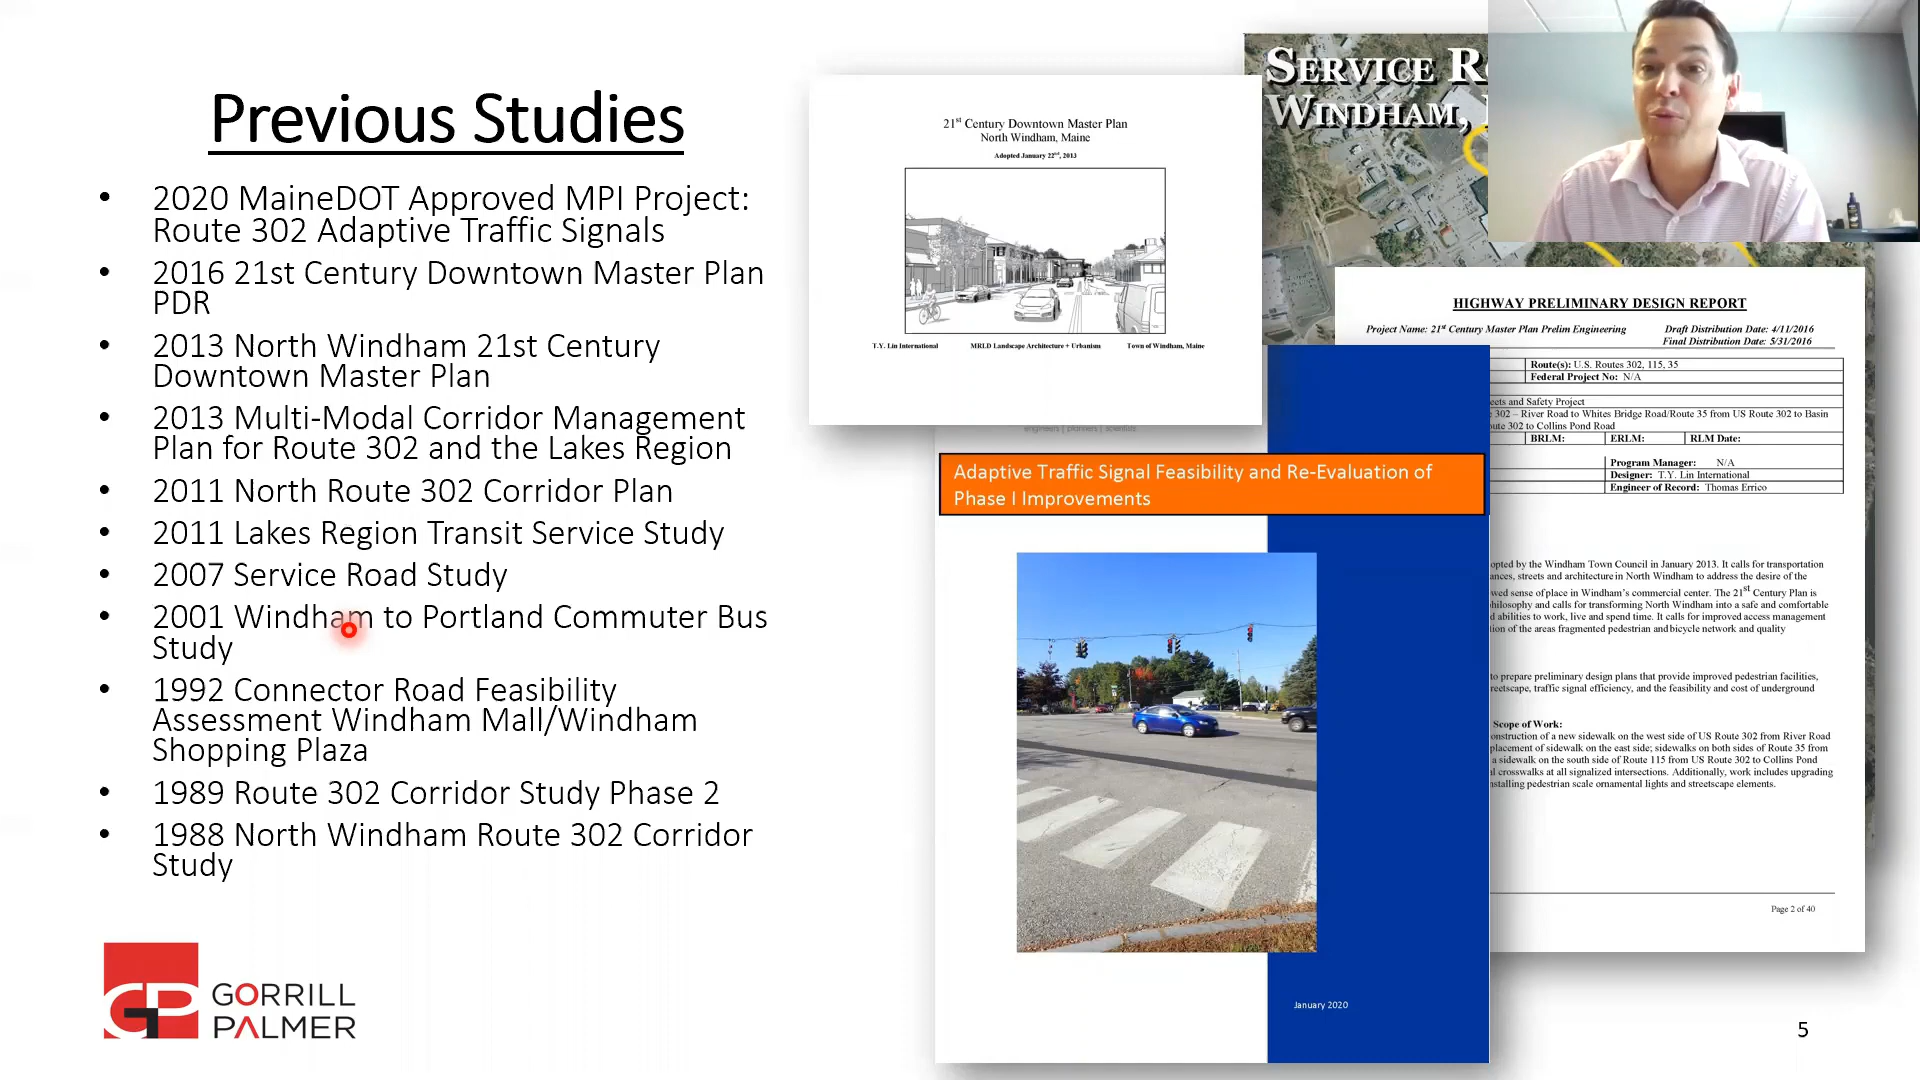 Previous Studies
• 2020 MaineDOT Approved MPI Project:
Route 302 Adaptive Traffic Signals
• 2016 21st Century Downtown Master Plan
PDR
• 2013 North Windham 21st Century
Downtown Master Plan
• 2013 Multi-Modal Corridor Management
Plan for Route 302 and the Lakes Region
• 2011 North Route 302 Corridor Plan
• 2011 Lakes Region Transit Service Study
• 2007 Service Road Study
• 2001 Windham to Portland Commuter Bus
Study
• 1992 Connector Road Feasibility
Assessment Windham Mall/Windham
Shopping Plaza
• 1989 Route 302 Corridor Study Phase 2
• 1988 North Windham Route 302 Corridor
Study
GP GORRILL
PALMER
21st Century Downtown Master Plan
North Windham, Maine
Adopted January 22nd, 2013
T.Y. Lin International MRLD Landscape Architecture + Urbanism Town of Windham, Maine
SERVICE
WINDHAM,
engineers | planners | scientists
Adaptive Traffic Signal Feasibility and Re-Evaluation of
Phase I Improvements
January 2020
HIGHWAY PRELIMINARY DESIGN REPORT
Project Name: 21st Century Master Plan Prelim Engineering Draft Distribution Date: 4/11/2016
Final Distribution Date: 5/31/2016
Route(s): U.S. Routes 302, 115, 35
Federal Project No: N/A
and Safety Project
302 – River Road to Whites Bridge Road/Route 35 from US Route 302 to Basin
302 to Collins Pond Road
BRLM: ERLM: RLM Date:
Program Manager: N/A
Designer: T.Y. Lin International
Engineer of Record: Thomas Errico
by the Windham Town Council in January 2013. It calls for transportation
streets and architecture in North Windham to address the desire of the
sense of place in Windham's commercial center. The 21st Century Plan is
philosophy and calls for transforming North Windham into a safe and comfortable
abilities to work, live and spend time. It calls for improved access management
of the areas fragmented pedestrian and bicycle network and quality
to prepare preliminary design plans that provide improved pedestrian facilities,
traffic signal efficiency, and the feasibility and cost of underground
Scope of Work:
of a new sidewalk on the west side of US Route 302 from River Road
of sidewalk on the east side; sidewalks on both sides of Route 35 from
a sidewalk on the south side of Route 115 from US Route 302 to Collins Pond
crosswalks at all signalized intersections. Additionally, work includes upgrading
pedestrian scale ornamental lights and streetscape elements.
Page 2 of 40
5